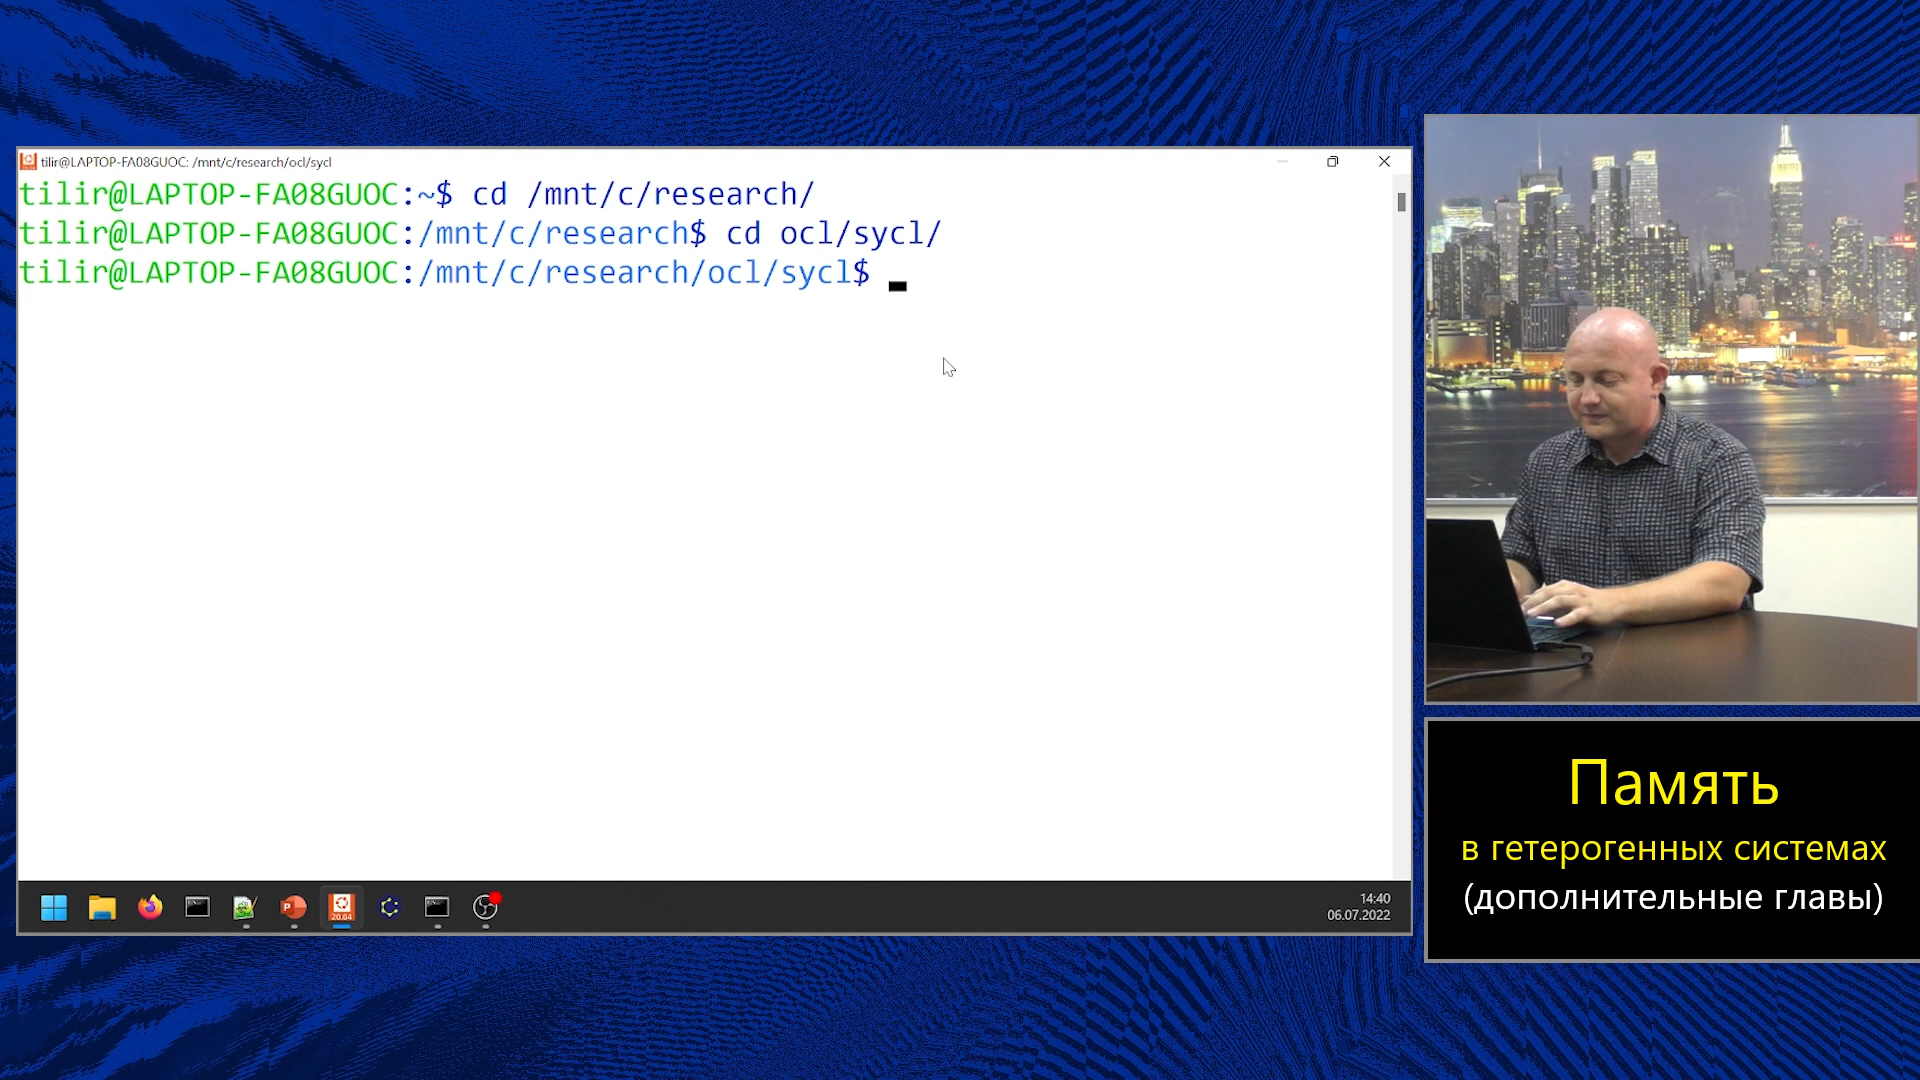 tilir@LAPTOP-FA08GUOC: /mnt/c/research/ocl/sycl
tilir@LAPTOP-FA08GUOC:~$ cd /mnt/c/research/
tilir@LAPTOP-FA08GUOC:/mnt/c/research$ cd ocl/sycl/
tilir@LAPTOP-FA08GUOC:/mnt/c/research/ocl/sycl$
20.04
14:40
06.07.2022
Память
в гетерогенных системах
(дополнительные главы)